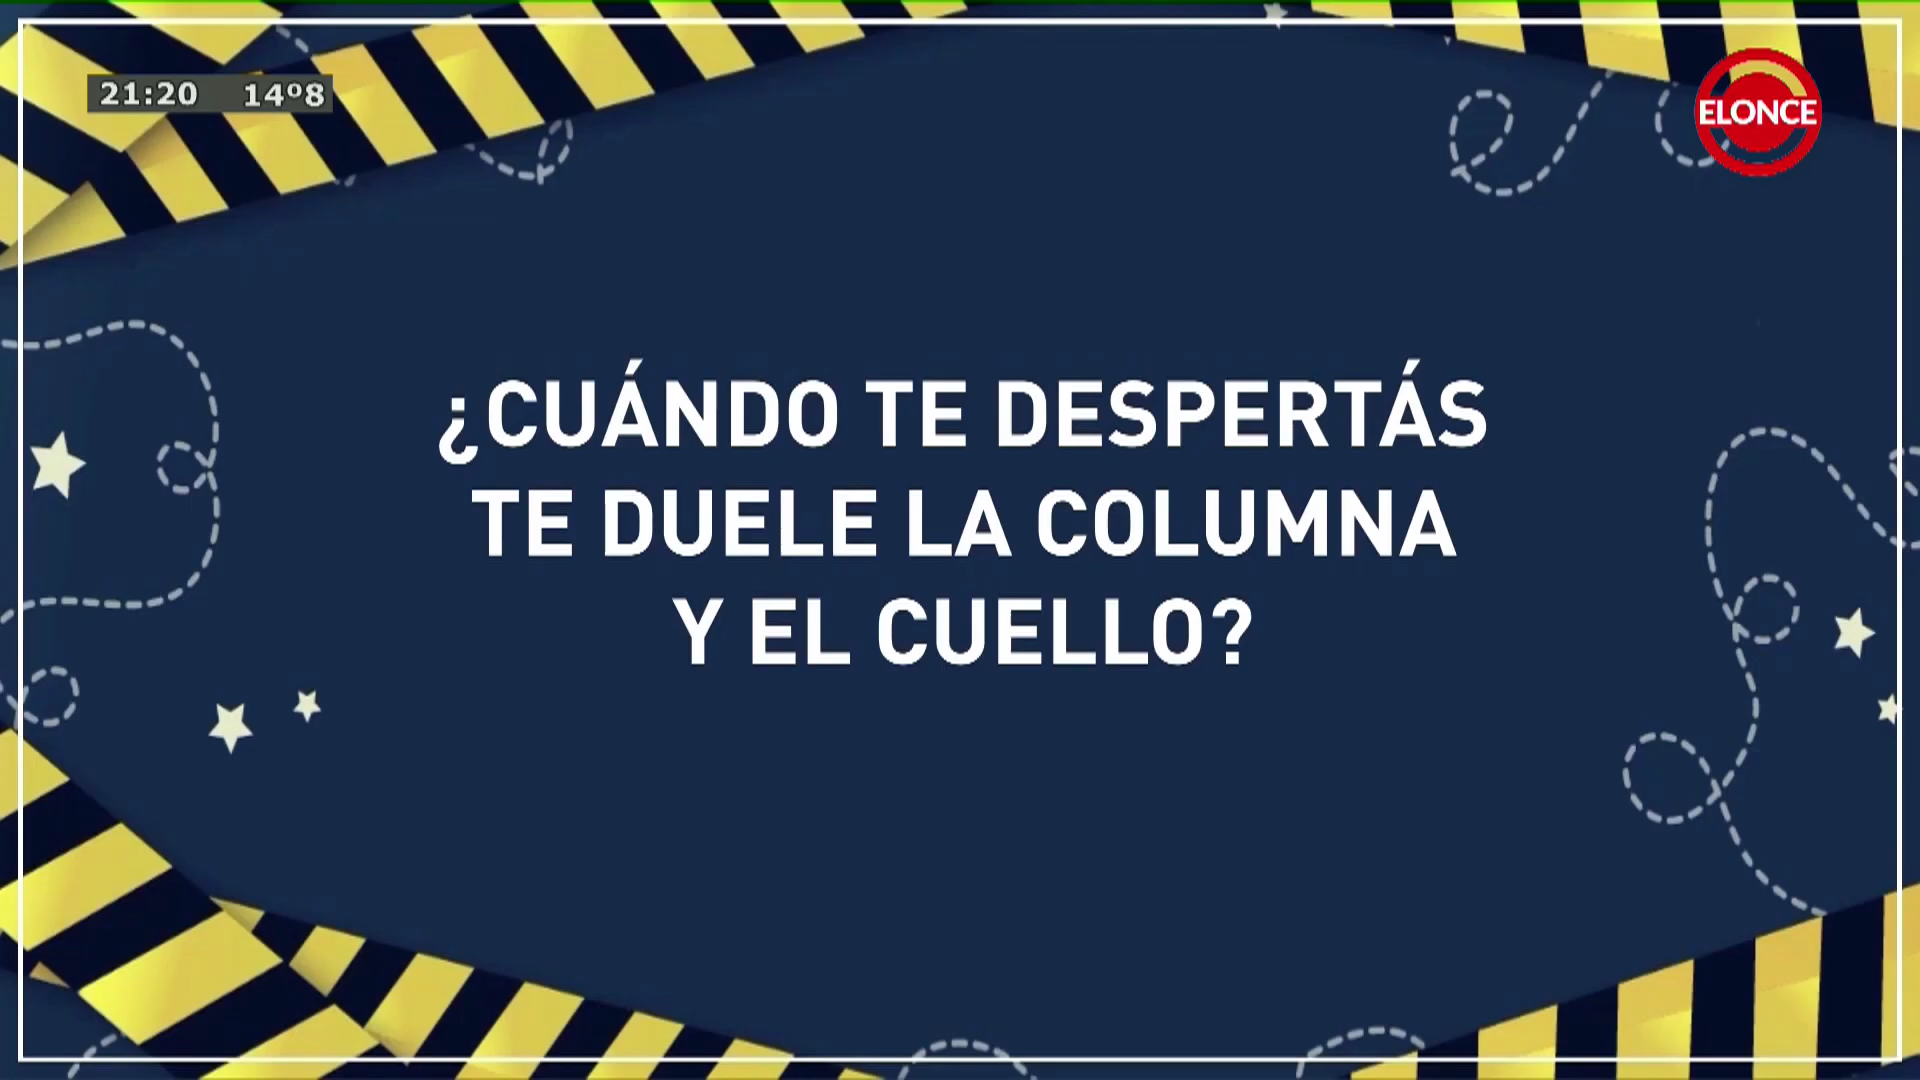 21:20 14º8
ELONCE
¿CUÁNDO TE DESPERTÁS
TE DUELE LA COLUMNA
Y EL CUELLO?